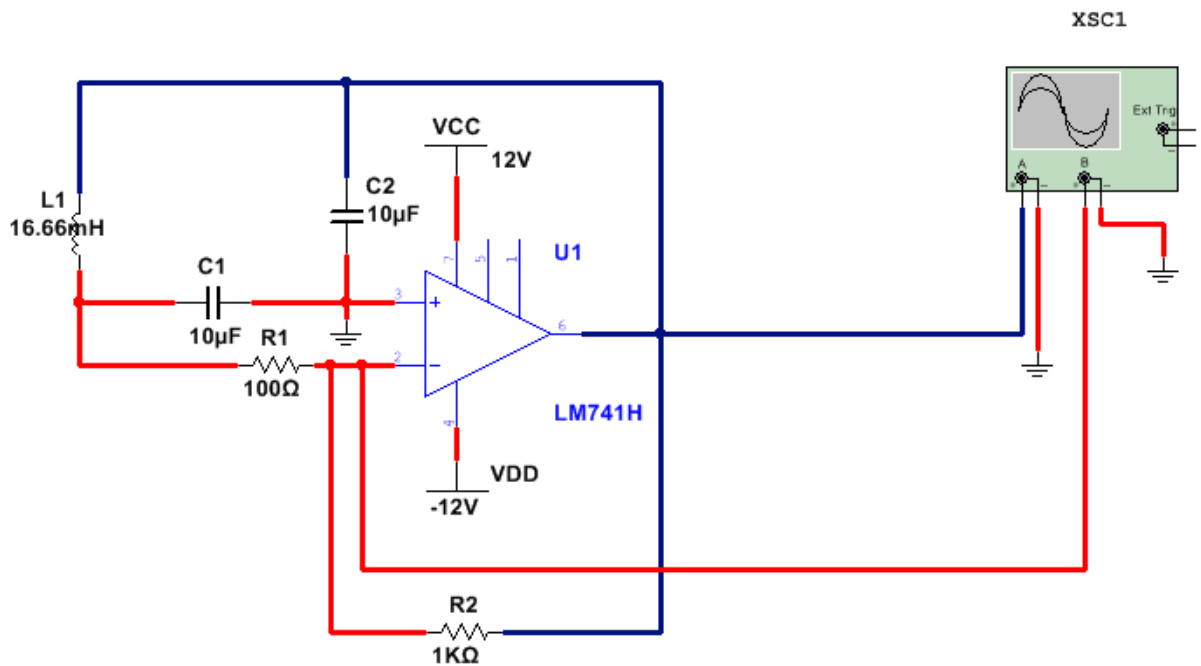 XSC1
Ext Trig
+
−
A
B
+
−
+
−
VCC
12V
L1
16.66mH
C2
10µF
U1
7
5
1
C1
10µF
3
+
6
R1
100Ω
2
−
4
LM741H
VDD
-12V
R2
1KΩ